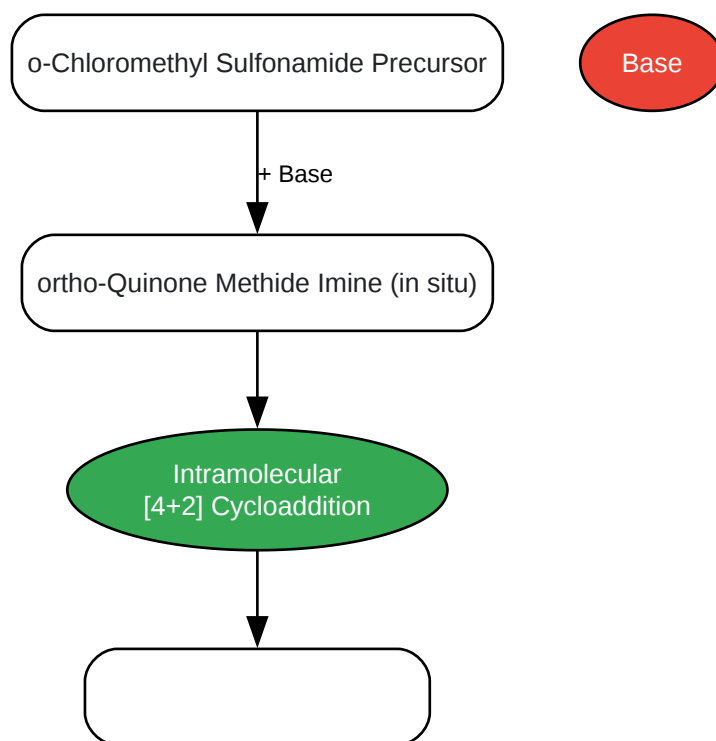 o-Chloromethyl Sulfonamide Precursor
Base
+ Base
ortho-Quinone Methide Imine (in situ)
Intramolecular
[4+2] Cycloaddition